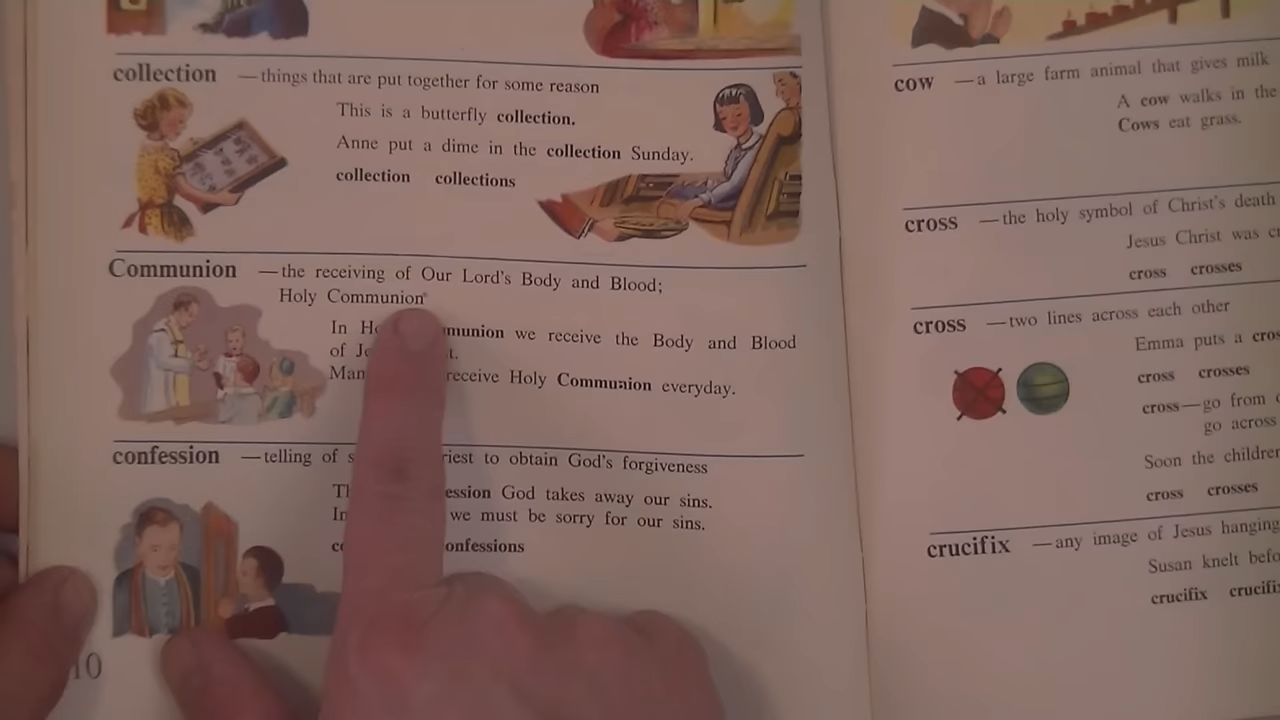 collection —things that are put together for some reason
This is a butterfly collection.
Anne put a dime in the collection Sunday.
collection collections
Communion —the receiving of Our Lord's Body and Blood;
Holy Communion
In munion we receive the Body and Blood
of
receive Holy Communion everyday.
confession —telling of to obtain God's forgiveness
ession God takes away our sins.
we must be sorry for our sins.
onfessions
10
cow —a large farm animal that gives milk
A cow walks in the
Cows eat grass.
cross —the holy symbol of Christ's death
Jesus Christ was
cross crosses
cross —two lines across each other
Emma puts a
cross crosses
cross—go from
go across
Soon the children
cross crosses
crucifix —any image of Jesus hanging
Susan knelt
crucifix